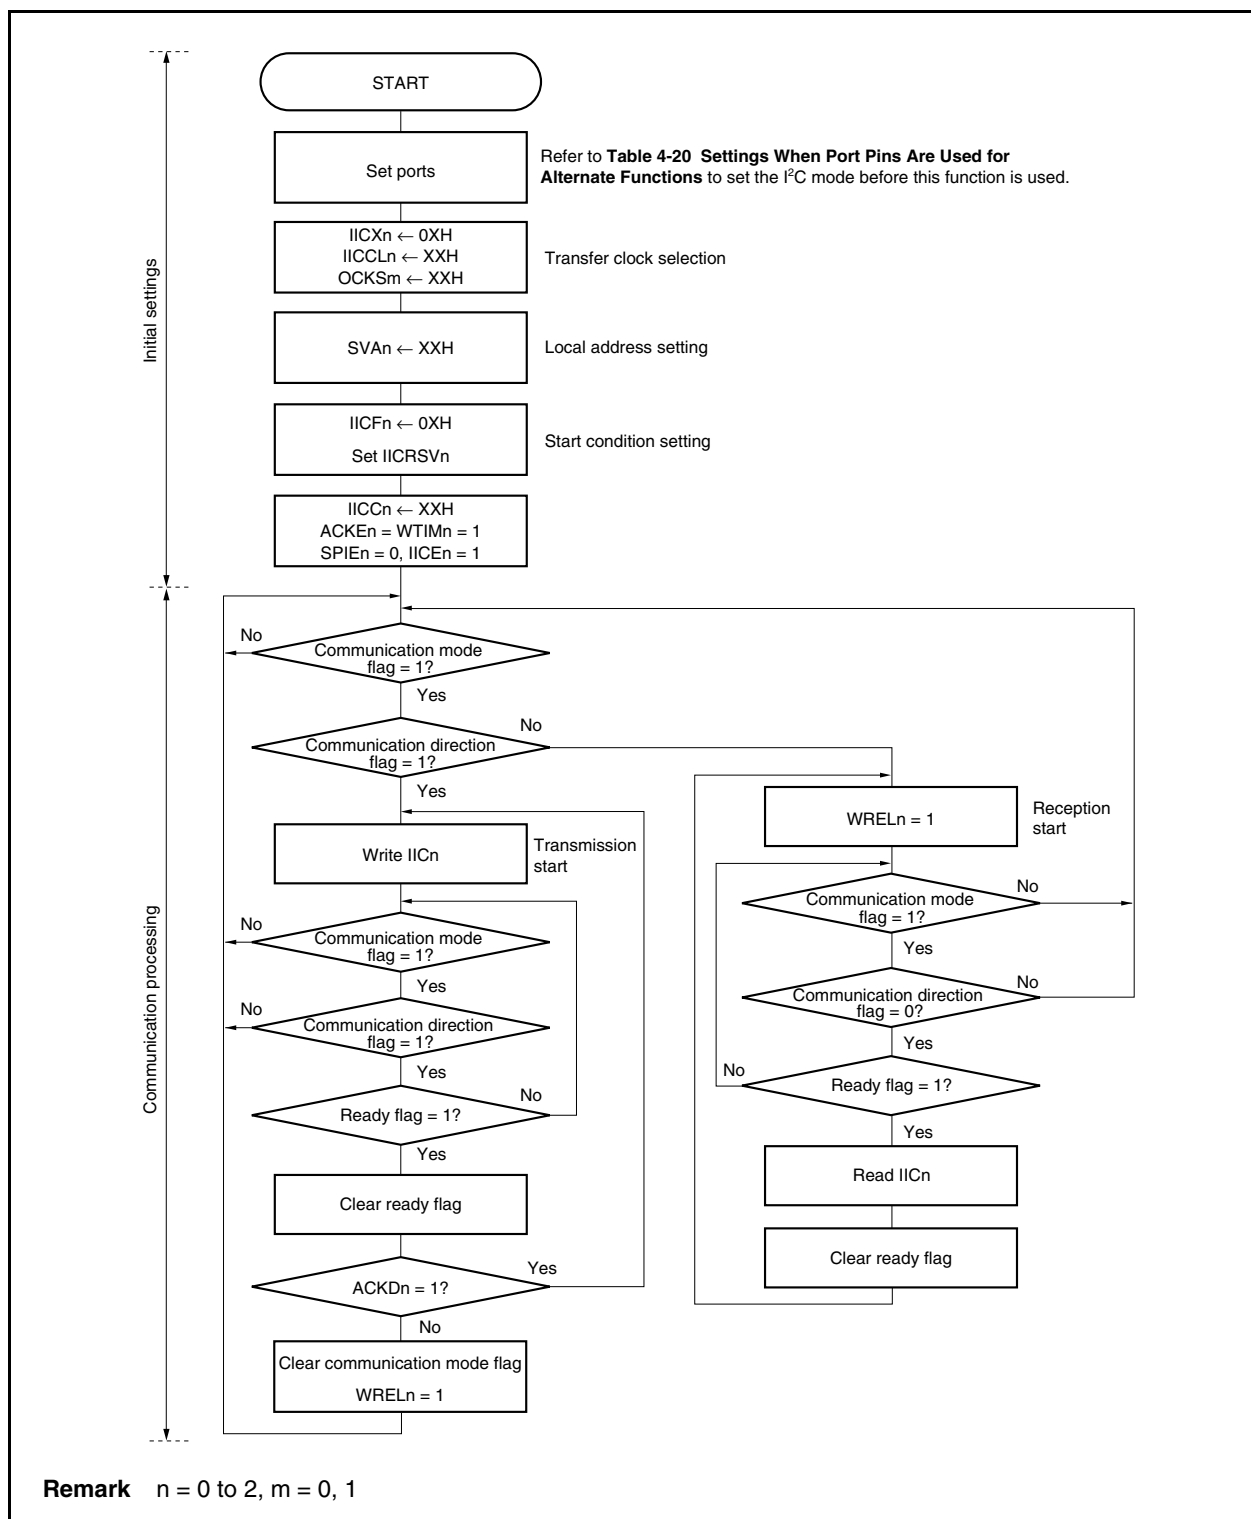 START
Set ports
Refer to Table 4-20 Settings When Port Pins Are Used for
Alternate Functions to set the I²C mode before this function is used.
IICXn ← 0XH
IICCLn ← XXH
OCKSm ← XXH
Transfer clock selection
Initial settings
SVAn ← XXH
Local address setting
IICFn ← 0XH
Set IICRSVn
Start condition setting
IICCn ← XXH
ACKEn = WTIMn = 1
SPIEn = 0, IICEn = 1
No
Communication mode
flag = 1?
Yes
No
Communication direction
flag = 1?
Yes
Write IICn
Transmission
start
No
Communication mode
flag = 1?
Yes
No
Communication direction
flag = 1?
Yes
No
Ready flag = 1?
Yes
Clear ready flag
Yes
ACKDn = 1?
No
Clear communication mode flag
WRELn = 1
Communication processing
WRELn = 1
Reception
start
No
Communication mode
flag = 1?
Yes
No
Communication direction
flag = 0?
Yes
No
Ready flag = 1?
Yes
Read IICn
Clear ready flag
Remark n = 0 to 2, m = 0, 1